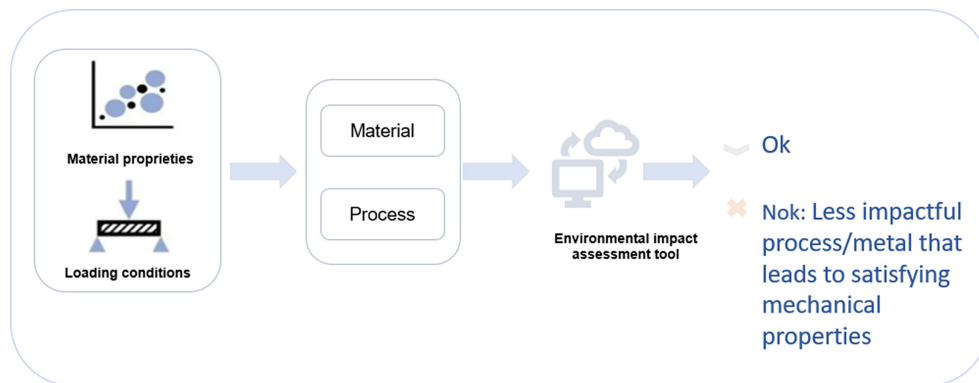 Material proprieties
Loading conditions
Material
Process
Environmental impact
assessment tool
Ok
Nok: Less impactful
process/metal that
leads to satisfying
mechanical
properties